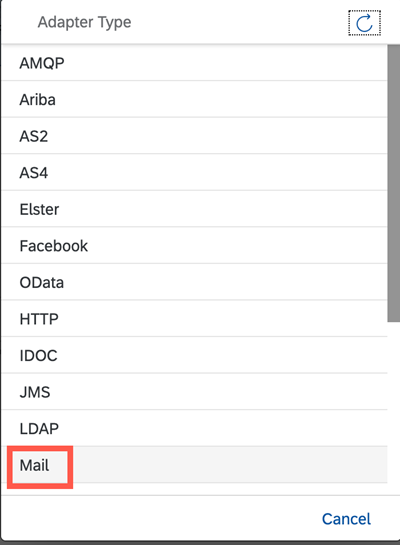 Adapter Type
AMQP
Ariba
AS2
AS4
Elster
Facebook
OData
HTTP
IDOC
JMS
LDAP
Mail
Cancel